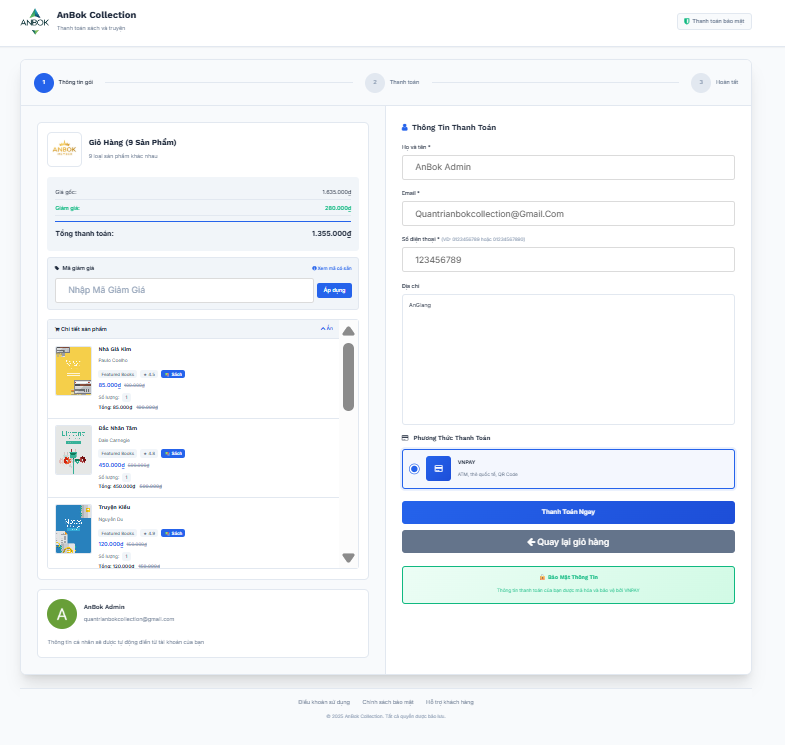 ANBOK
AnBok Collection
Thanh toán sách và truyện
Thanh toán bảo mật
1
Thông tin gói
2
Thanh toán
3
Hoàn tất
ANBOK
Giỏ Hàng (9 Sản Phẩm)
9 loại sản phẩm khác nhau
Giá gốc:
1.635.000₫
Giảm giá:
280.000₫
Tổng thanh toán:
1.355.000₫
Mã giảm giá
Xem mã có sẵn
Nhập Mã Giảm Giá
Áp dụng
Chi tiết sản phẩm
Ẩn
Nhà Giả Kim
Paulo Coelho
Featured Books
4.5
Sách
85.000₫
100.000₫
Số lượng:
1
Tổng: 85.000₫
100.000₫
Đắc Nhân Tâm
Dale Carnegie
Featured Books
4.8
Sách
450.000₫
500.000₫
Số lượng:
1
Tổng: 450.000₫
500.000₫
Truyện Kiều
Nguyễn Du
Featured Books
4.9
Sách
120.000₫
Số lượng:
1
Tổng: 120.000₫
A
AnBok Admin
quantrianbokcollection@gmail.com
Thông tin cá nhân sẽ được tự động điền từ tài khoản của bạn
Thông Tin Thanh Toán
Họ và tên *
AnBok Admin
Email *
Quantrianbokcollection@Gmail.Com
Số điện thoại * (VD: 0123456789 hoặc 0123456789)
123456789
Địa chỉ
AnGiang
Phương Thức Thanh Toán
VNPAY
ATM, thẻ quốc tế, QR Code
Thanh Toán Ngay
Quay lại giỏ hàng
Bảo Mật Thông Tin
Thông tin thanh toán của bạn được mã hóa và bảo vệ bởi VNPAY
Điều khoản sử dụng
Chính sách bảo mật
Hỗ trợ khách hàng
© 2025 AnBok Collection. Tất cả quyền được bảo lưu.